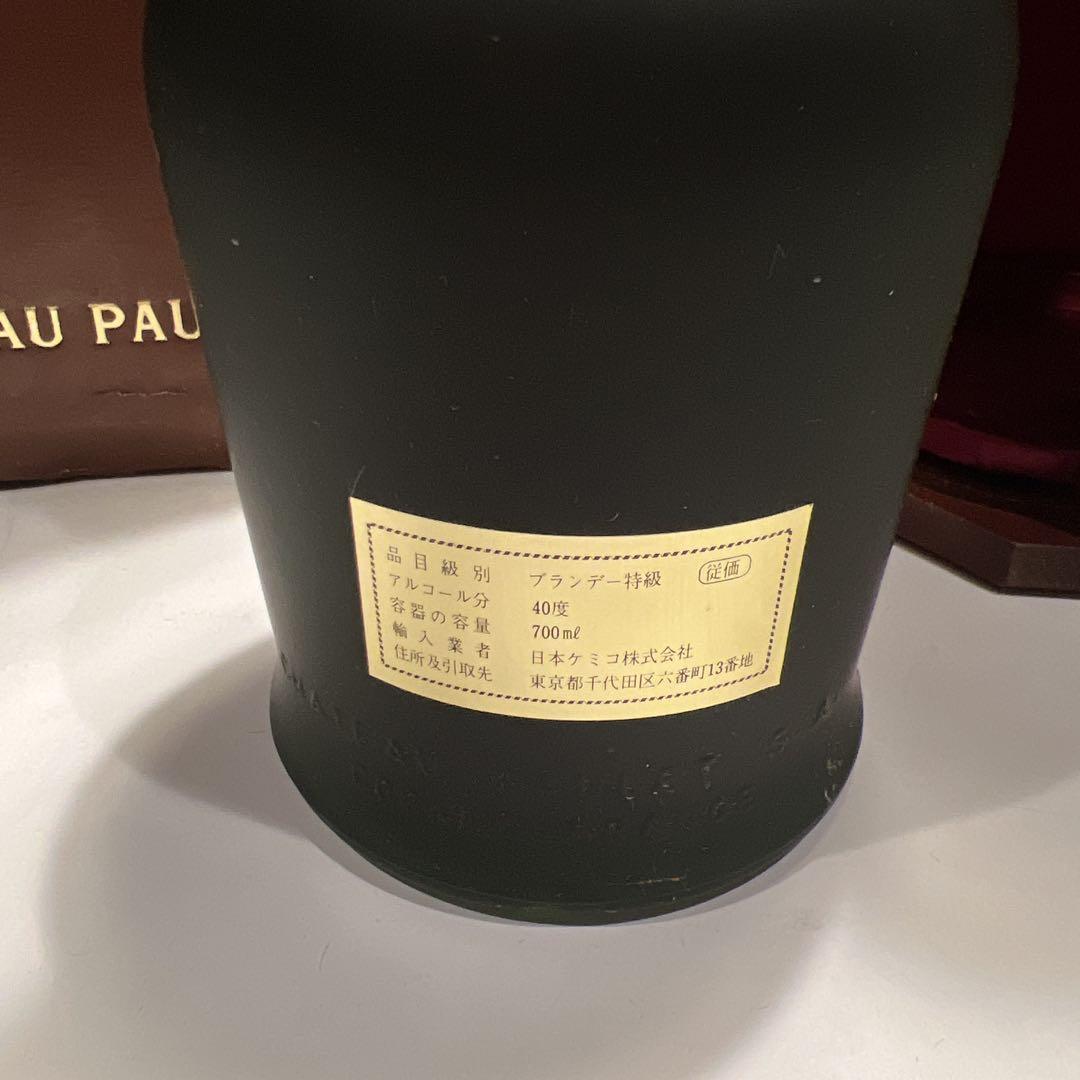 AU PAU
品目級別 ブランデー特級 従価
アルコール分 40度
容器の容量 700ml
輸入業者 日本ケミコ株式会社
住所及引取先 東京都千代田区六番町13番地